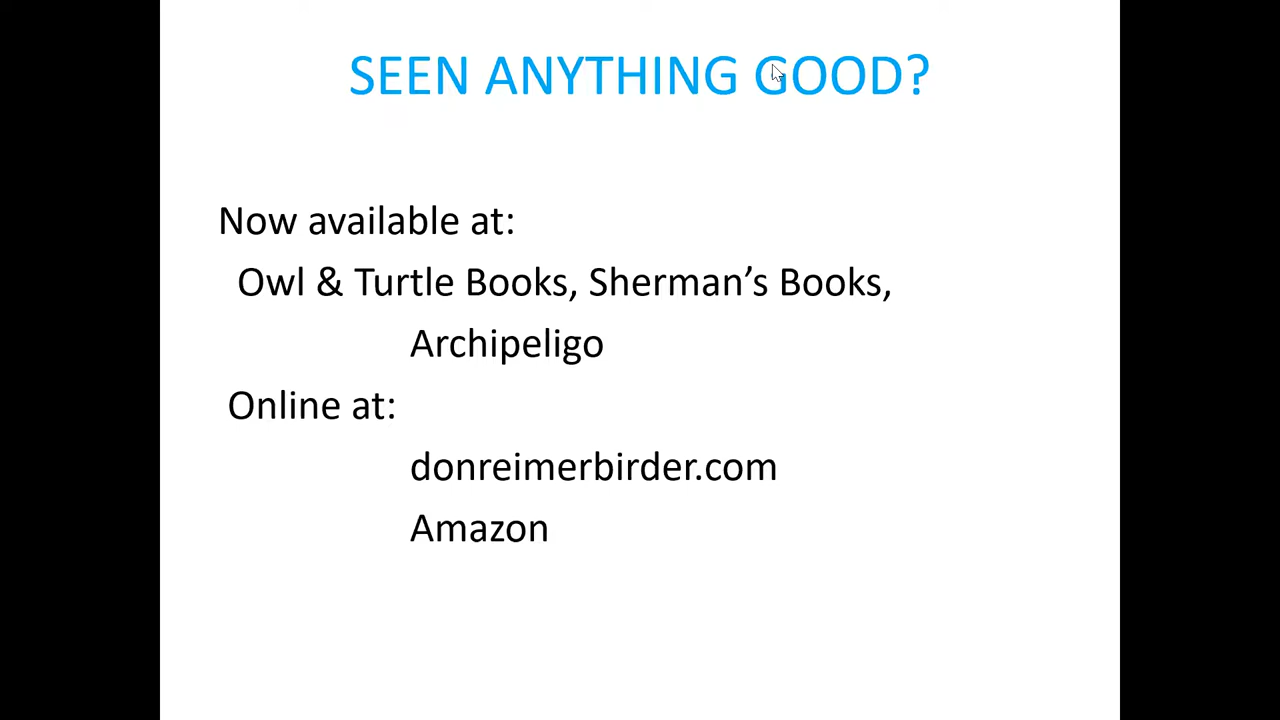 SEEN ANYTHING GOOD?
Now available at:
Owl & Turtle Books, Sherman’s Books,
Archipeligo
Online at:
donreimerbirder.com
Amazon